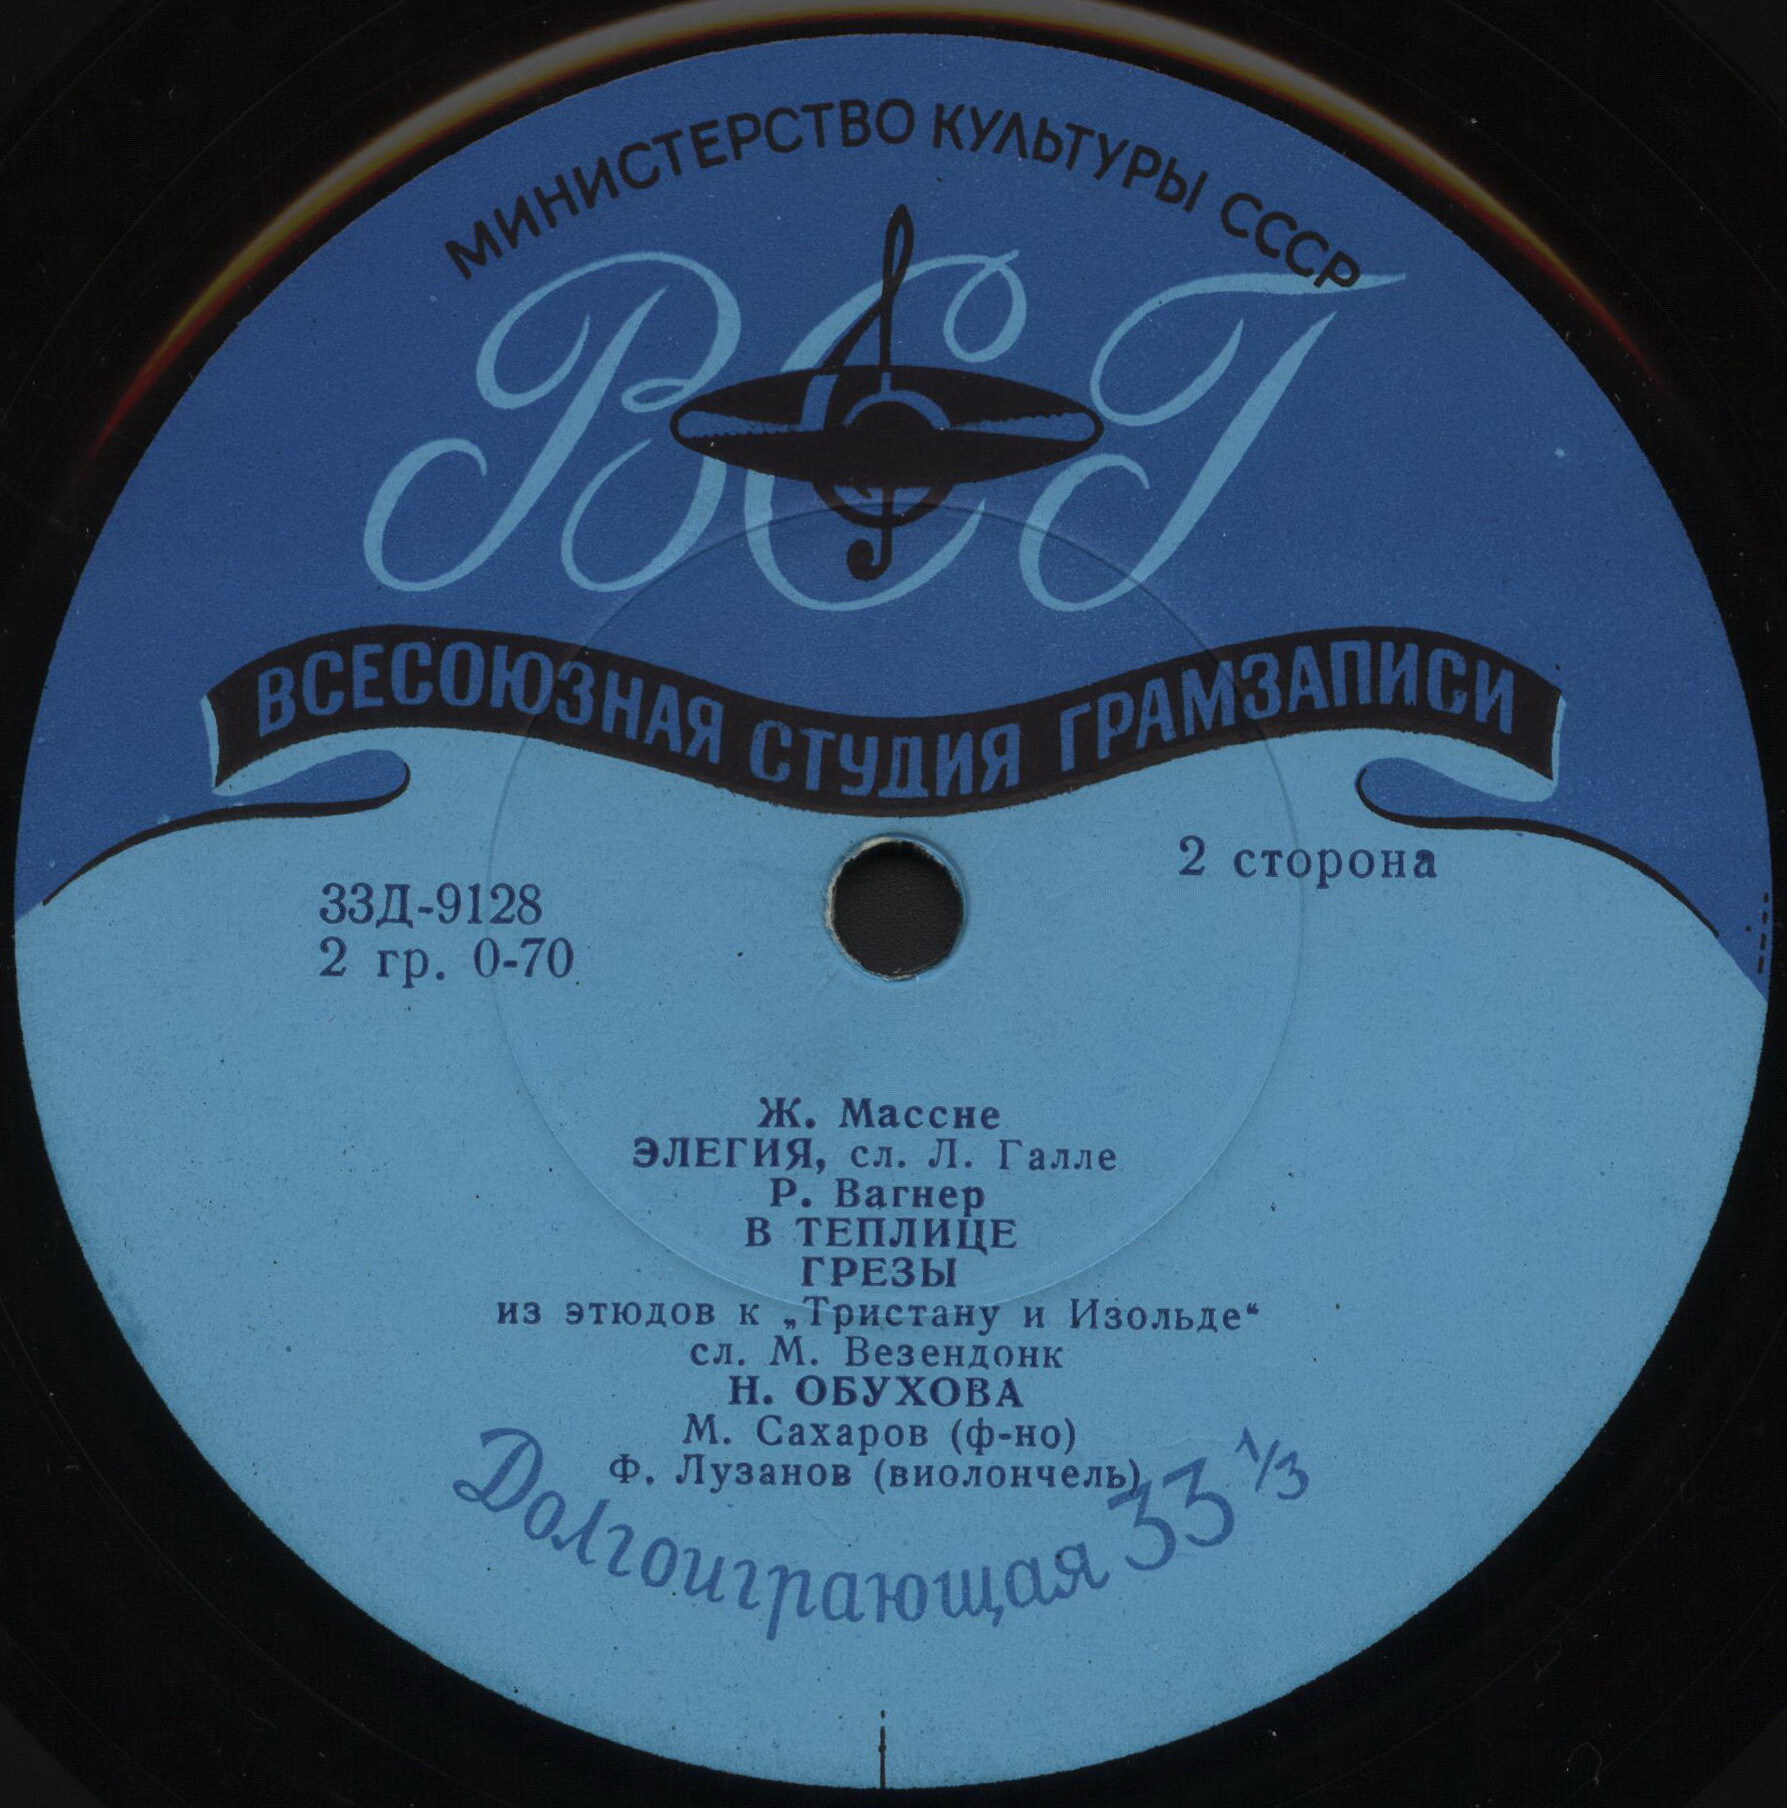 МИНИСТЕРСТВО КУЛЬТУРЫ СССР
ВСГ
ВСЕСОЮЗНАЯ СТУДИЯ ГРАМЗАПИСИ
2 сторона
33Д-9128
2 гр. 0-70
Ж. Массне
ЭЛЕГИЯ, сл. Л. Галле
Р. Вагнер
В ТЕПЛИЦЕ
ГРЕЗЫ
из этюдов к „Тристану и Изольде“
сл. М. Везендонк
Н. ОБУХОВА
М. Сахаров (ф-но)
Ф. Лузанов (виолончель)
Долгоиграющая 33 1/3